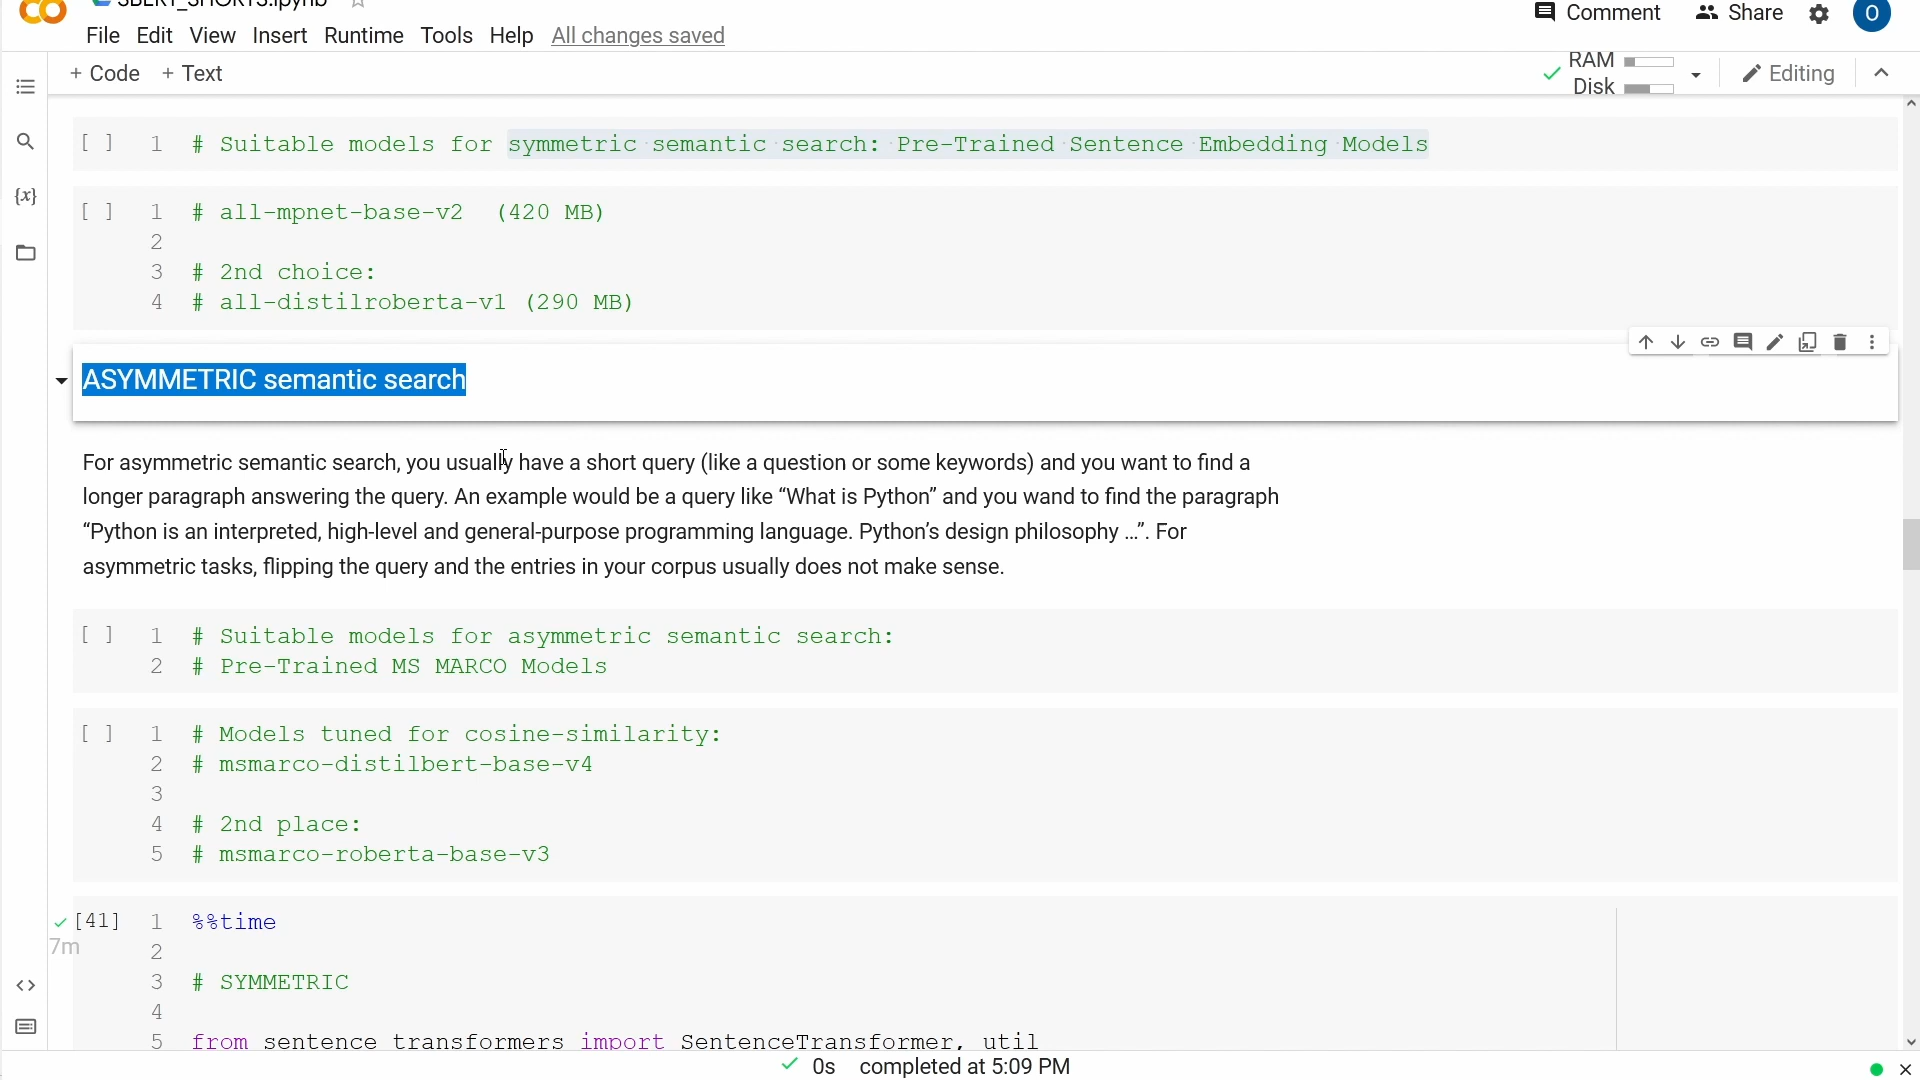 SBERT_SHORTS.ipynb
Comment Share O
File Edit View Insert Runtime Tools Help All changes saved
+ Code + Text
RAM
Disk
Editing
[ ] 1 # Suitable models for symmetric semantic search: Pre-Trained Sentence Embedding Models
[ ] 1 # all-mpnet-base-v2 (420 MB)
2
3 # 2nd choice:
4 # all-distilroberta-v1 (290 MB)
ASYMMETRIC semantic search
For asymmetric semantic search, you usually have a short query (like a question or some keywords) and you want to find a
longer paragraph answering the query. An example would be a query like “What is Python” and you wand to find the paragraph
“Python is an interpreted, high-level and general-purpose programming language. Python’s design philosophy …”. For
asymmetric tasks, flipping the query and the entries in your corpus usually does not make sense.
[ ] 1 # Suitable models for asymmetric semantic search:
2 # Pre-Trained MS MARCO Models
[ ] 1 # Models tuned for cosine-similarity:
2 # msmarco-distilbert-base-v4
3
4 # 2nd place:
5 # msmarco-roberta-base-v3
[41] 1 %%time
7m
2
3 # SYMMETRIC
4
5 from sentence_transformers import SentenceTransformer, util
0s completed at 5:09 PM